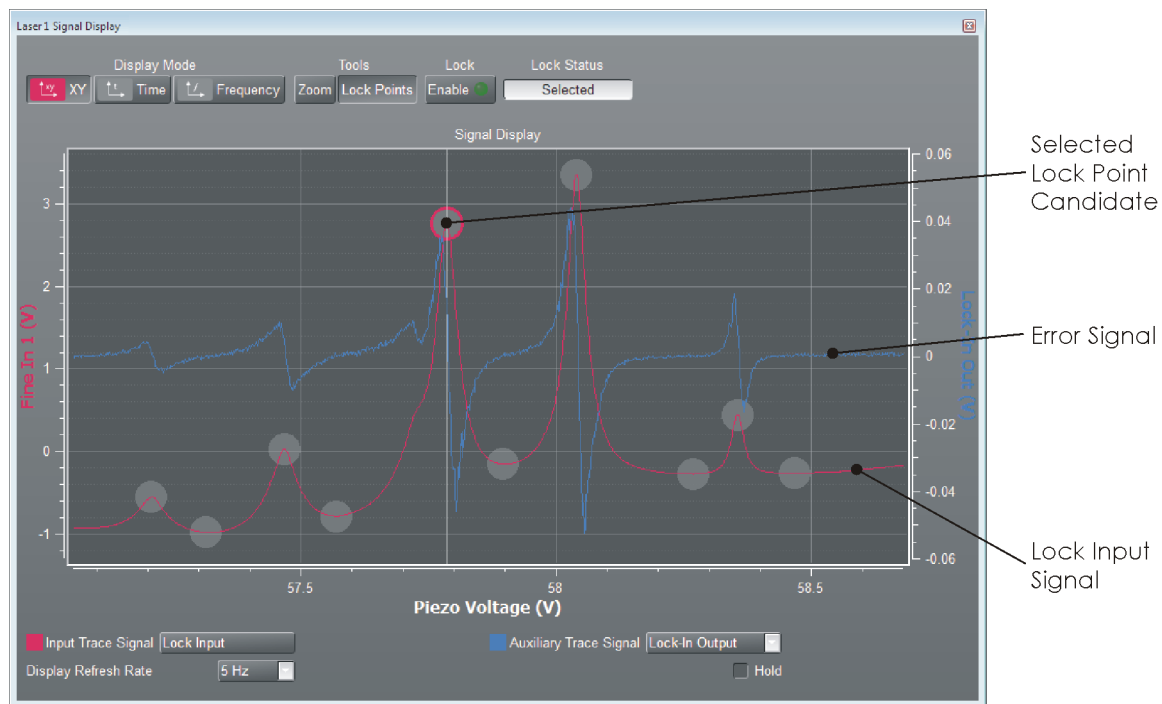 Laser1 Signal Display
Display Mode
Tools
Lock
Lock Status
xy XY
t Time
f Frequency
Zoom
Lock Points
Enable
Selected
Signal Display
Selected
Lock Point
Candidate
Error Signal
Lock Input
Signal
Fine In 1 (V)
3
2
1
0
-1
Lock-In Out (V)
0.06
0.04
0.02
0
-0.02
-0.04
-0.06
57.5
58
58.5
Piezo Voltage (V)
Input Trace Signal
Lock Input
Auxiliary Trace Signal
Lock-In Output
Display Refresh Rate
5 Hz
Hold